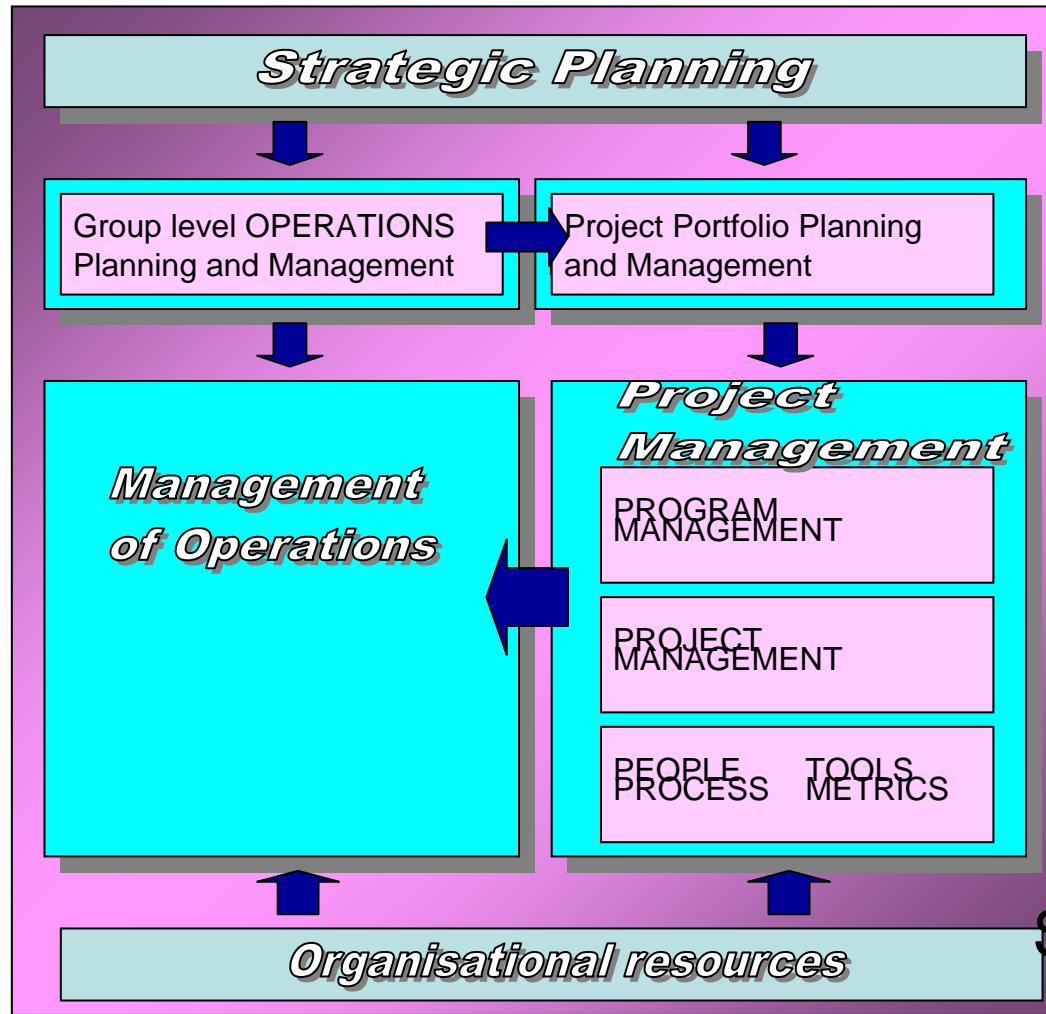 Strategic Planning
Group level OPERATIONS
Planning and Management
Project Portfolio Planning
and Management
Management
of Operations
Project
Management
PROGRAM
MANAGEMENT
PROJECT
MANAGEMENT
PEOPLE TOOLS
PROCESS METRICS
Organisational resources